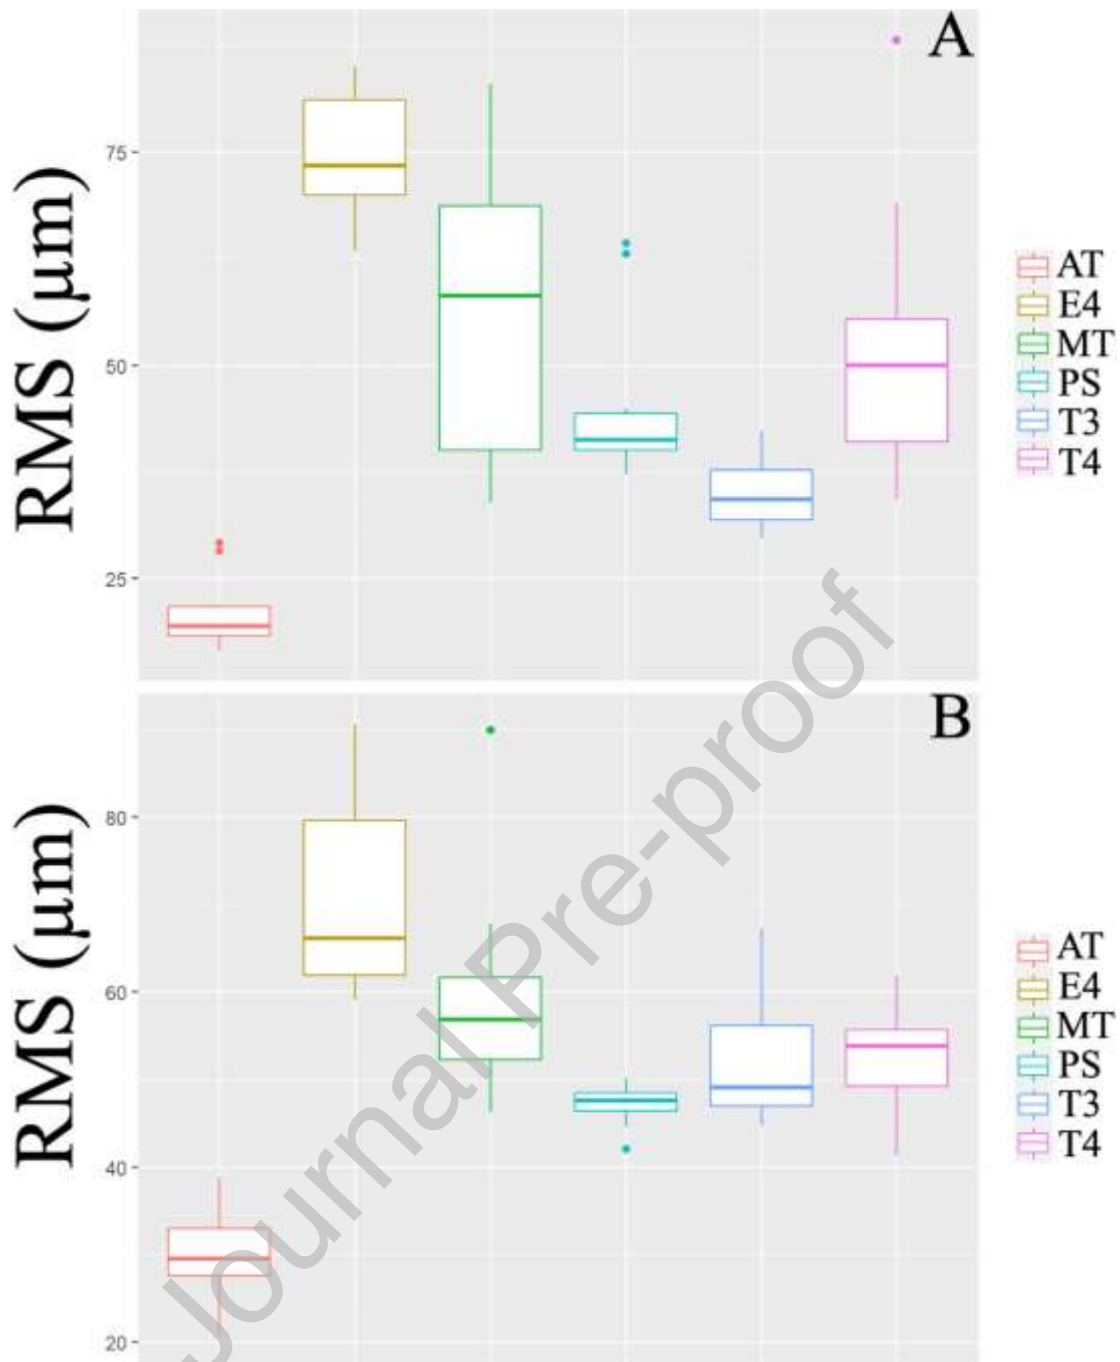 A
RMS (μm)
75
50
25
AT
E4
MT
PS
T3
T4
B
RMS (μm)
80
60
40
20
AT
E4
MT
PS
T3
T4
Journal Pre-proof